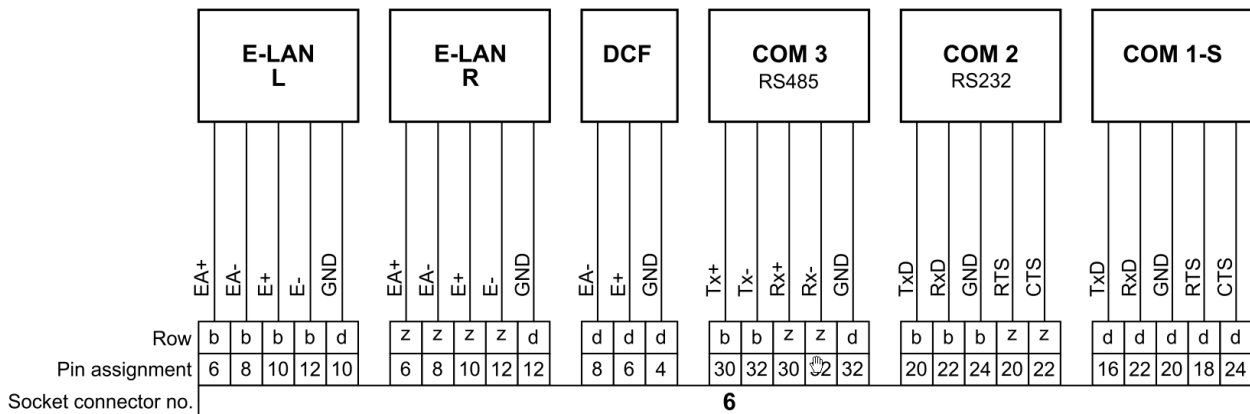 E-LAN E-LAN DCF COM 3 COM 2 COM 1-S
L R RS485 RS232
EA+ EA- E+ E- GND EA+ EA- E+ E- GND EA- E+ GND Tx+ Tx- Rx+ Rx- GND TxD RxD GND RTS CTS TxD RxD GND RTS CTS
Row b b b b d z z z z d d d d b b z z d b b b z z d d d d d
Pin assignment 6 8 10 12 10 6 8 10 12 12 8 6 4 30 32 30 32 20 22 24 20 22 16 22 20 18 24
Socket connector no. 6